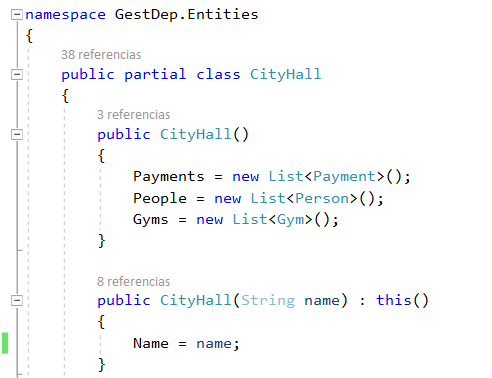 namespace GestDep.Entities
{
38 referencias
public partial class CityHall
{
3 referencias
public CityHall()
{
Payments = new List<Payment>();
People = new List<Person>();
Gyms = new List<Gym>();
}
8 referencias
public CityHall(String name) : this()
{
Name = name;
}